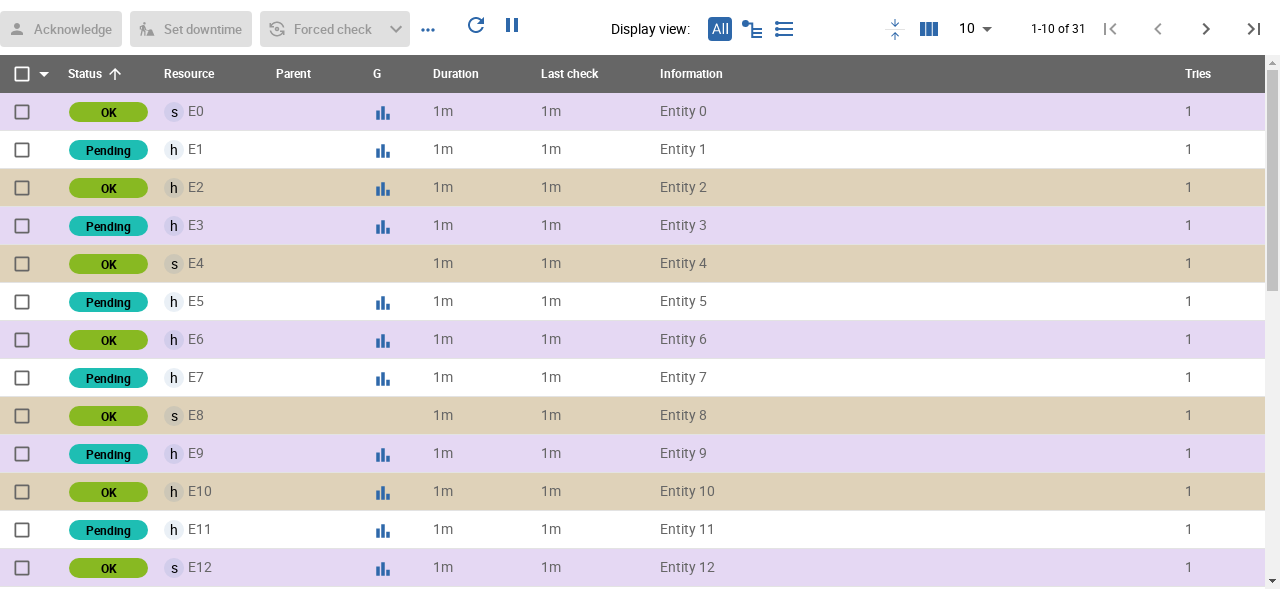 Acknowledge Set downtime Forced check Display view: All 10 1-10 of 31
Status Resource Parent G Duration Last check Information Tries
OK s E0 1m 1m Entity 0 1
Pending h E1 1m 1m Entity 1 1
OK h E2 1m 1m Entity 2 1
Pending h E3 1m 1m Entity 3 1
OK s E4 1m 1m Entity 4 1
Pending h E5 1m 1m Entity 5 1
OK h E6 1m 1m Entity 6 1
Pending h E7 1m 1m Entity 7 1
OK s E8 1m 1m Entity 8 1
Pending h E9 1m 1m Entity 9 1
OK h E10 1m 1m Entity 10 1
Pending h E11 1m 1m Entity 11 1
OK s E12 1m 1m Entity 12 1